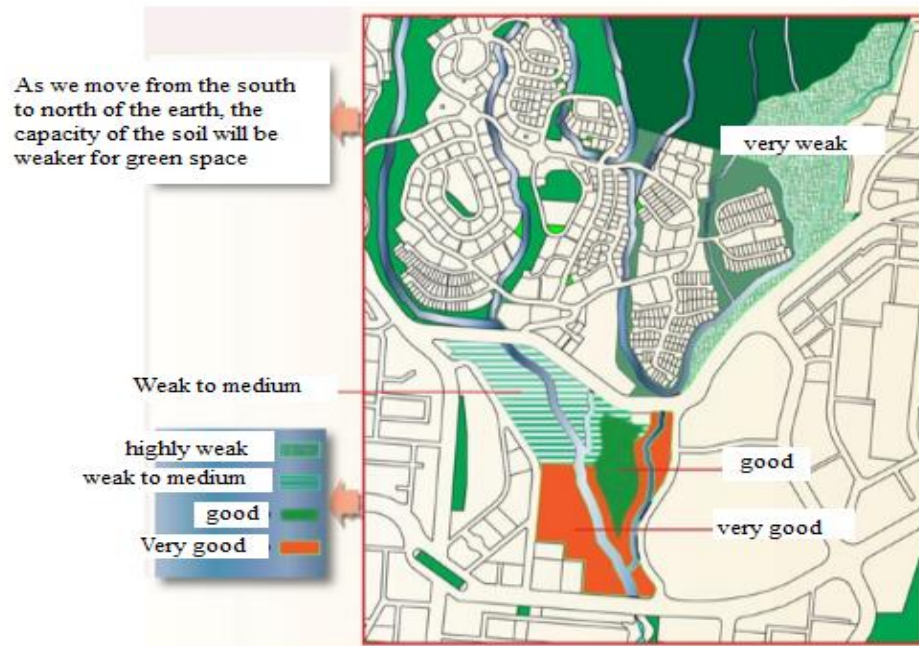 As we move from the south
to north of the earth, the
capacity of the soil will be
weaker for green space
very weak
Weak to medium
highly weak
weak to medium
good
Very good
good
very good